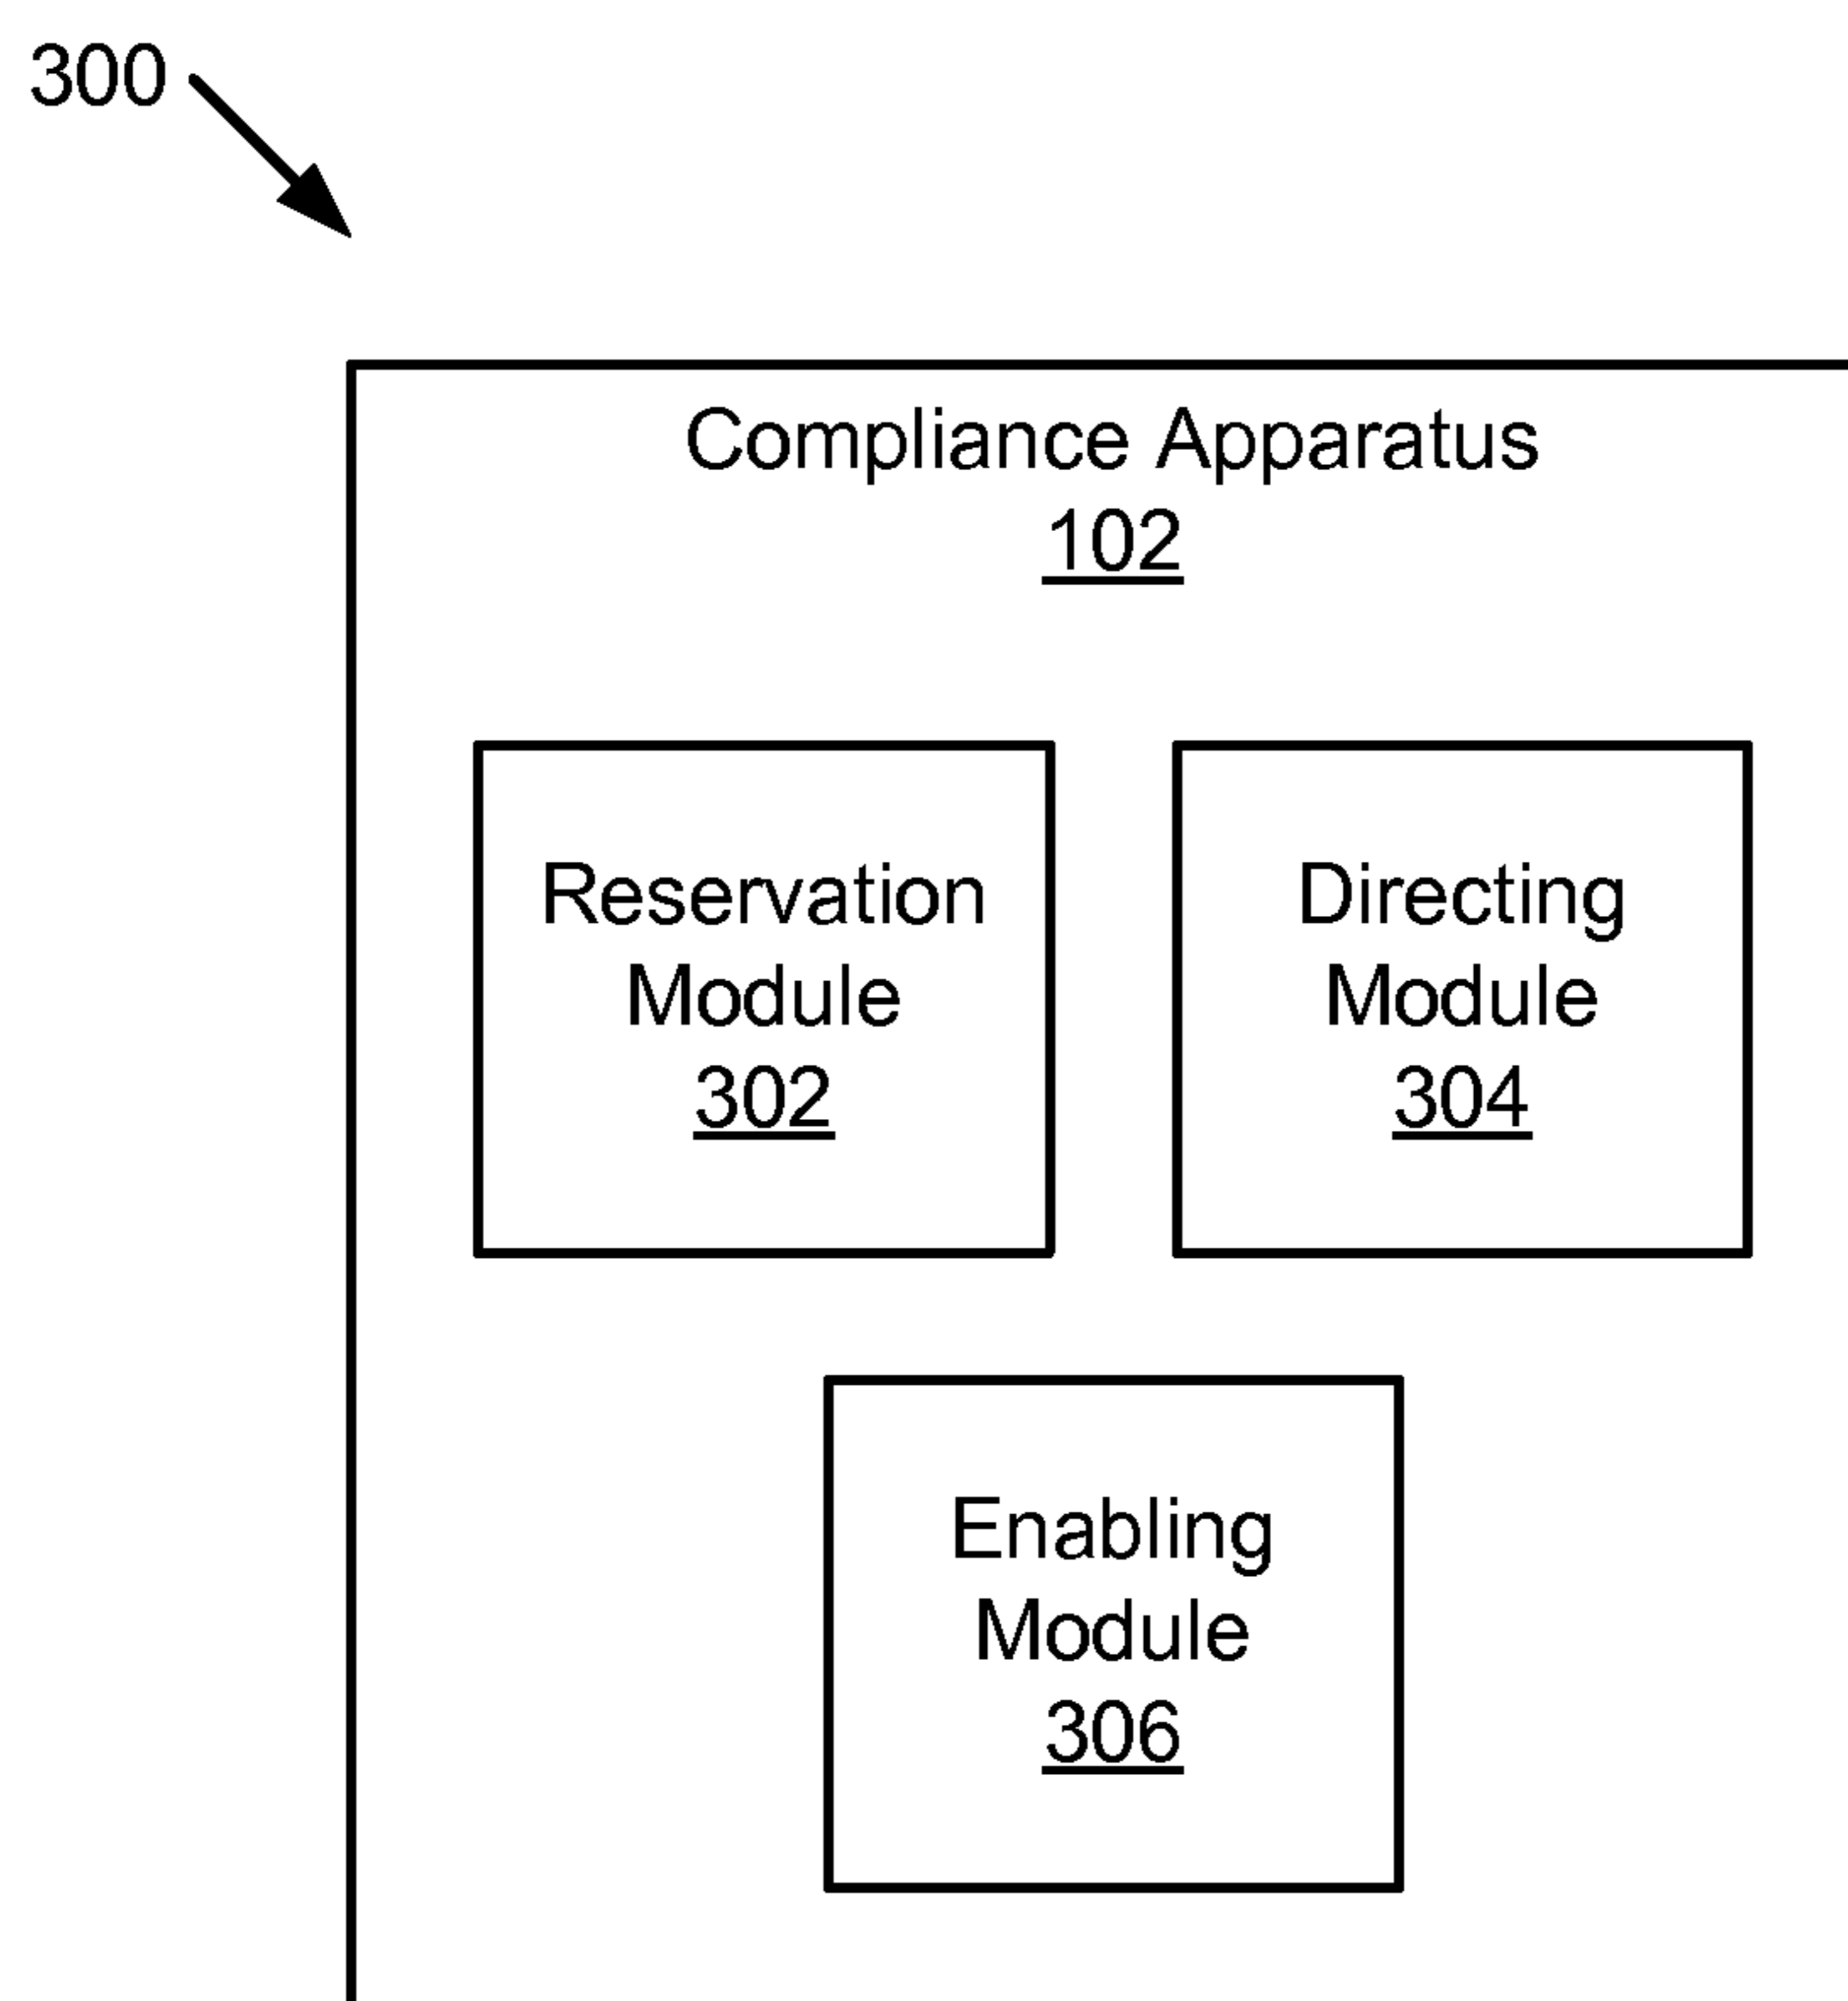 300
Compliance Apparatus
102
Reservation
Module
302
Directing
Module
304
Enabling
Module
306